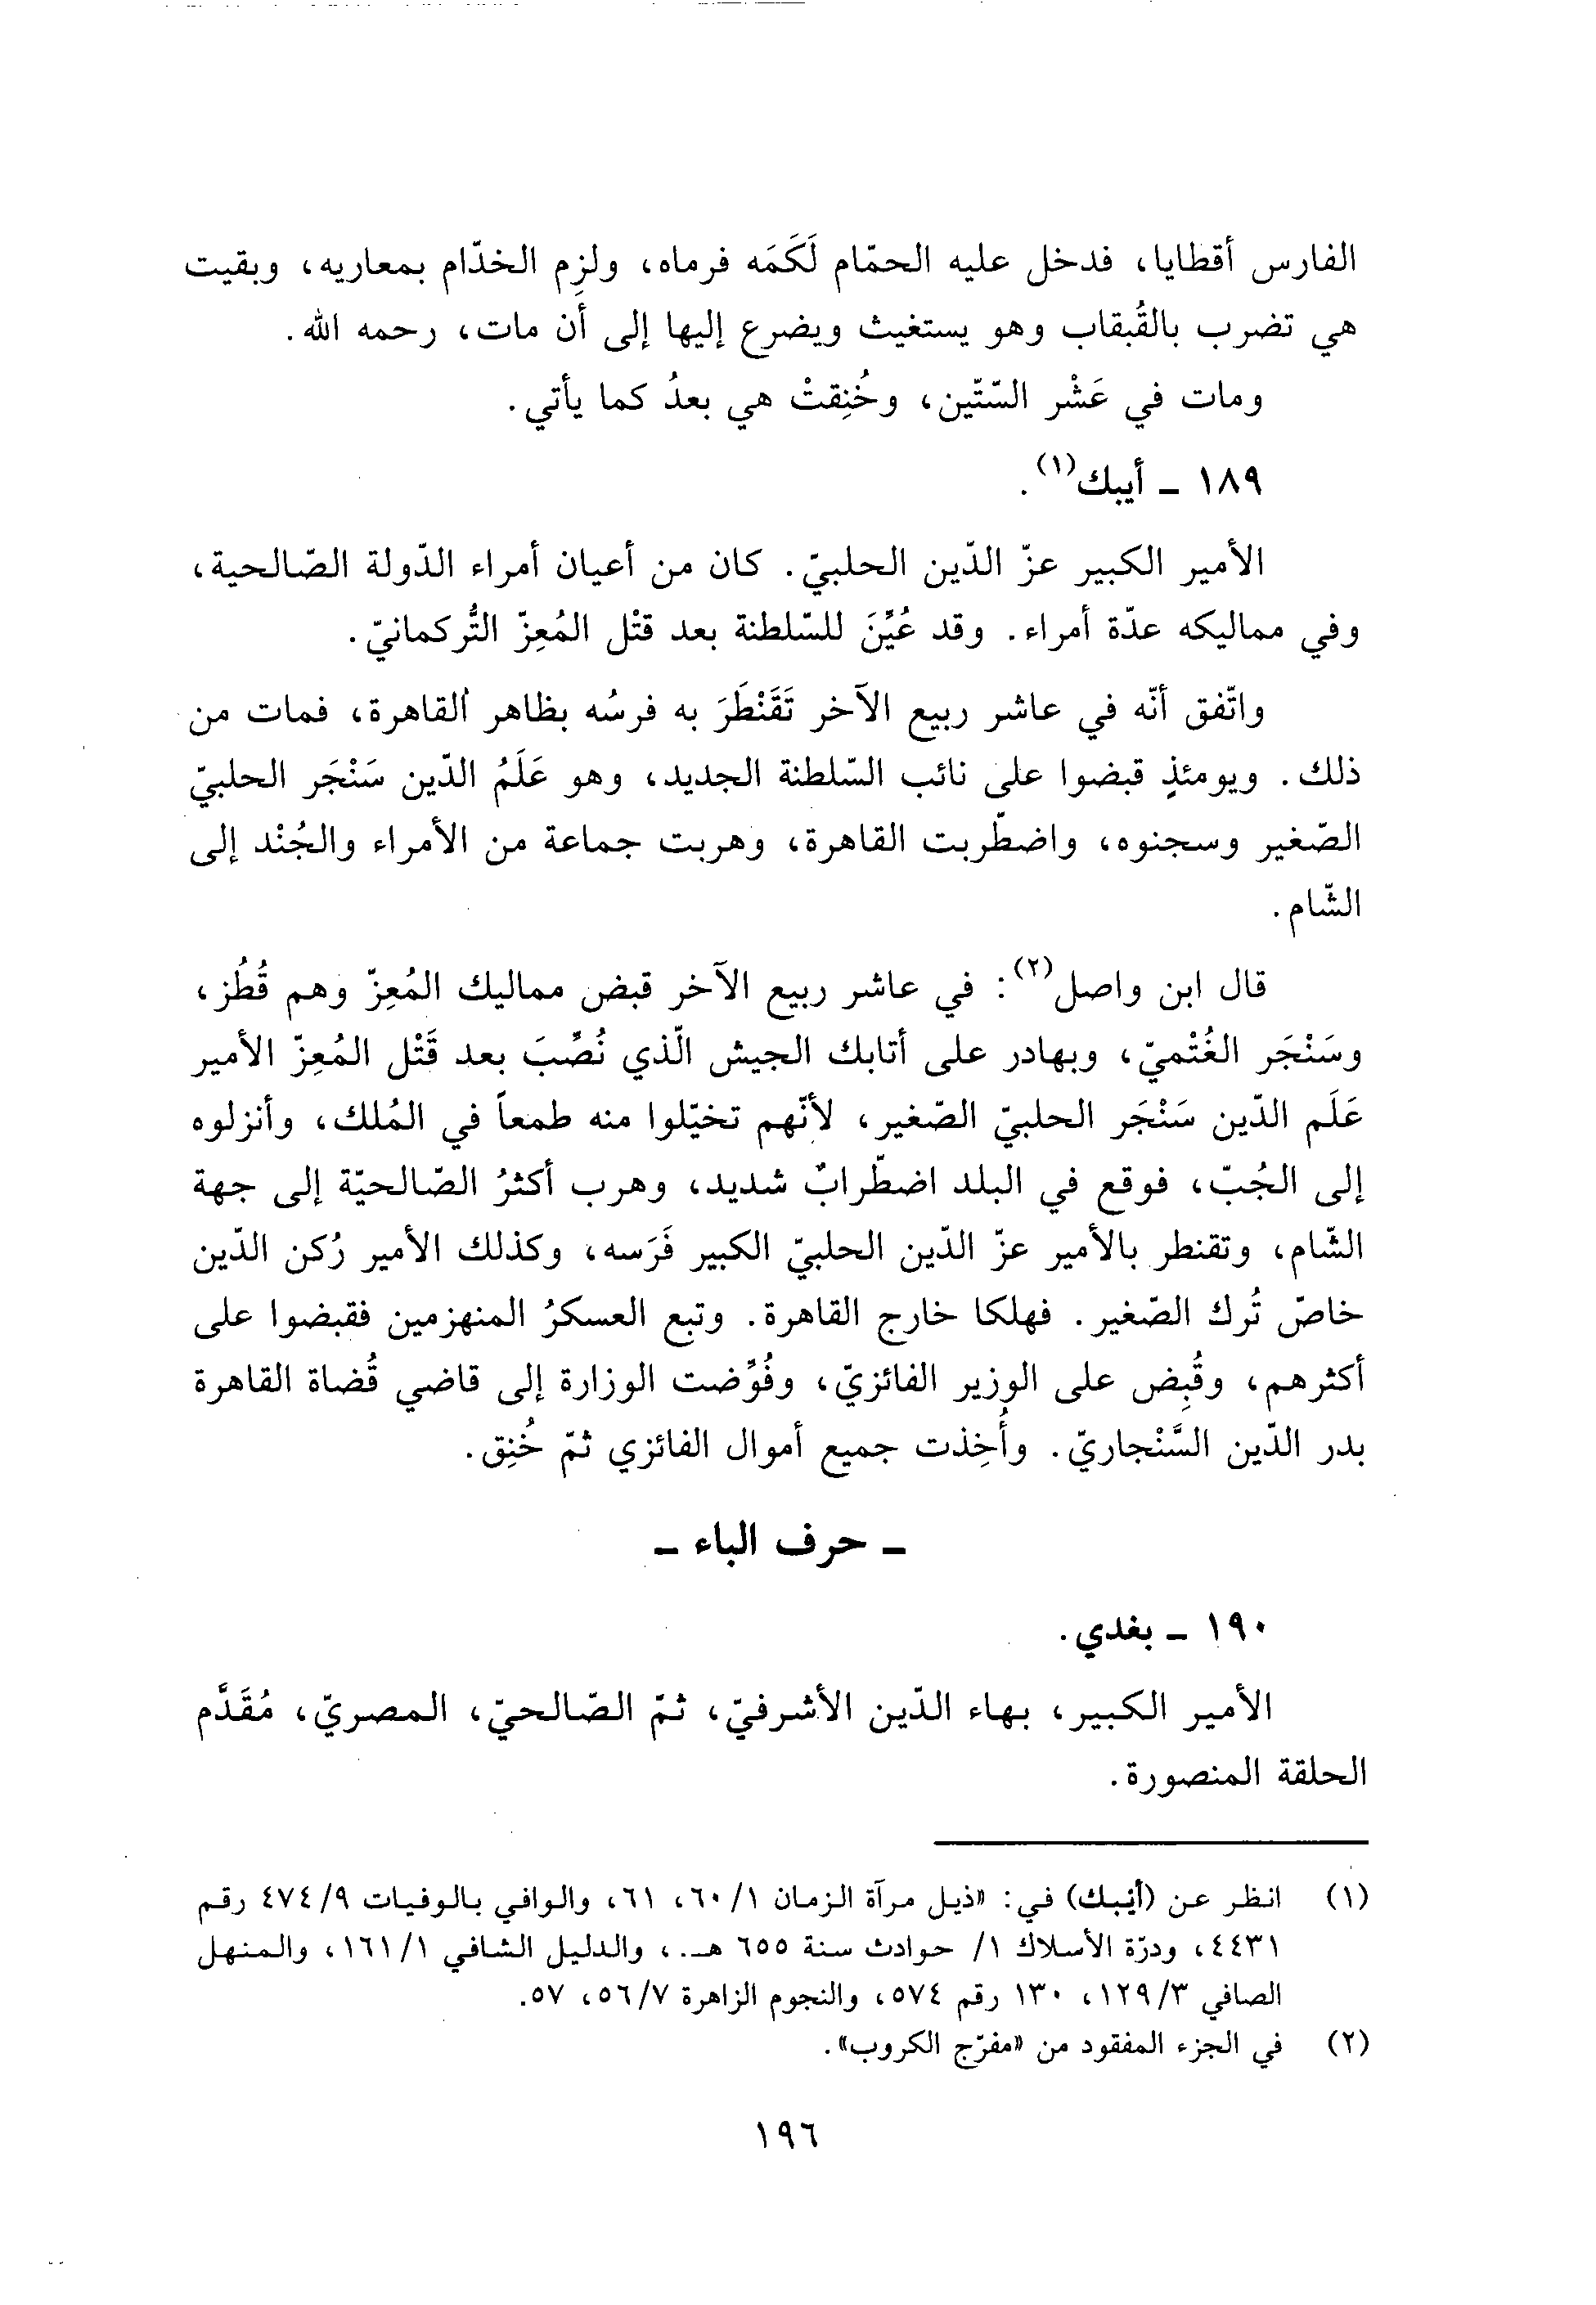 الفارس أقطايا، فدخل عليه الحمّام لَكَمَه فرماه، ولزِم الخدّام بمعاريه، وبقيت
هي تضرب بالقُبقاب وهو يستغيث ويضرع إليها إلى أن مات، رحمه الله.
ومات في عَشْر السّتّين، وخُنِقتْ هي بعدُ كما يأتي.
١٨٩ - أيبك(١).
الأمير الكبير عزّ الدّين الحلبيّ. كان من أعيان أمراء الدّولة الصّالحية،
وفي مماليكه عدّة أمراء. وقد عُيِّنَ للسّلطنة بعد قتْل المُعِزّ التُّركمانيّ.
واتّفق أنّه في عاشر ربيع الآخر تَقَنْطَرَ به فرسُه بظاهر القاهرة، فمات من
ذلك. ويومئذٍ قبضوا على نائب السّلطنة الجديد، وهو عَلَمُ الدّين سَنْجَر الحلبيّ
الصّغير وسجنوه، واضطّربت القاهرة، وهربت جماعة من الأمراء والجُنْد إلى
الشّام.
قال ابن واصل(٢): في عاشر ربيع الآخر قبض مماليك المُعِزّ وهم قُطُز،
وسَنْجَر الغُتْميّ، وبهادر على أتابك الجيش الّذي نُصِّبَ بعد قَتْل المُعِزّ الأمير
عَلَم الدّين سَنْجَر الحلبيّ الصّغير، لأنّهم تخيّلوا منه طمعاً في المُلك، وأنزلوه
إلى الجُبّ، فوقع في البلد اضطّرابٌ شديد، وهرب أكثرُ الصّالحيّة إلى جهة
الشّام، وتقنطر بالأمير عزّ الدّين الحلبيّ الكبير فَرَسه، وكذلك الأمير رُكن الدّين
خاصّ تُرك الصّغير. فهلكا خارج القاهرة. وتبع العسكرُ المنهزمين فقبضوا على
أكثرهم، وقُبِض على الوزير الفائزيّ، وفُوِّضت الوزارة إلى قاضي قُضاة القاهرة
بدر الدّين السَّنْجاريّ. وأُخِذت جميع أموال الفائزي ثمّ خُنِق.
- حرف الباء -
١٩٠ - بغدي.
الأمير الكبير، بهاء الدّين الأشرفيّ، ثمّ الصّالحيّ، المصريّ، مُقَدَّم
الحلقة المنصورة.
(١) انظر عن (أيبك) في: «ذيل مرآة الزمان ١/٦٠، ٦١، والوافي بالوفيات ٩/٤٧٤ رقم
٤٤٣١، ودرّة الأسلاك ١/ حوادث سنة ٦٥٥ هـ.، والدليل الشافي ١/١٦١، والمنهل
الصافي ٣/١٢٩، ١٣٠ رقم ٥٧٤، والنجوم الزاهرة ٧/٥٦، ٥٧.
(٢) في الجزء المفقود من «مفرّج الكروب».
١٩٦